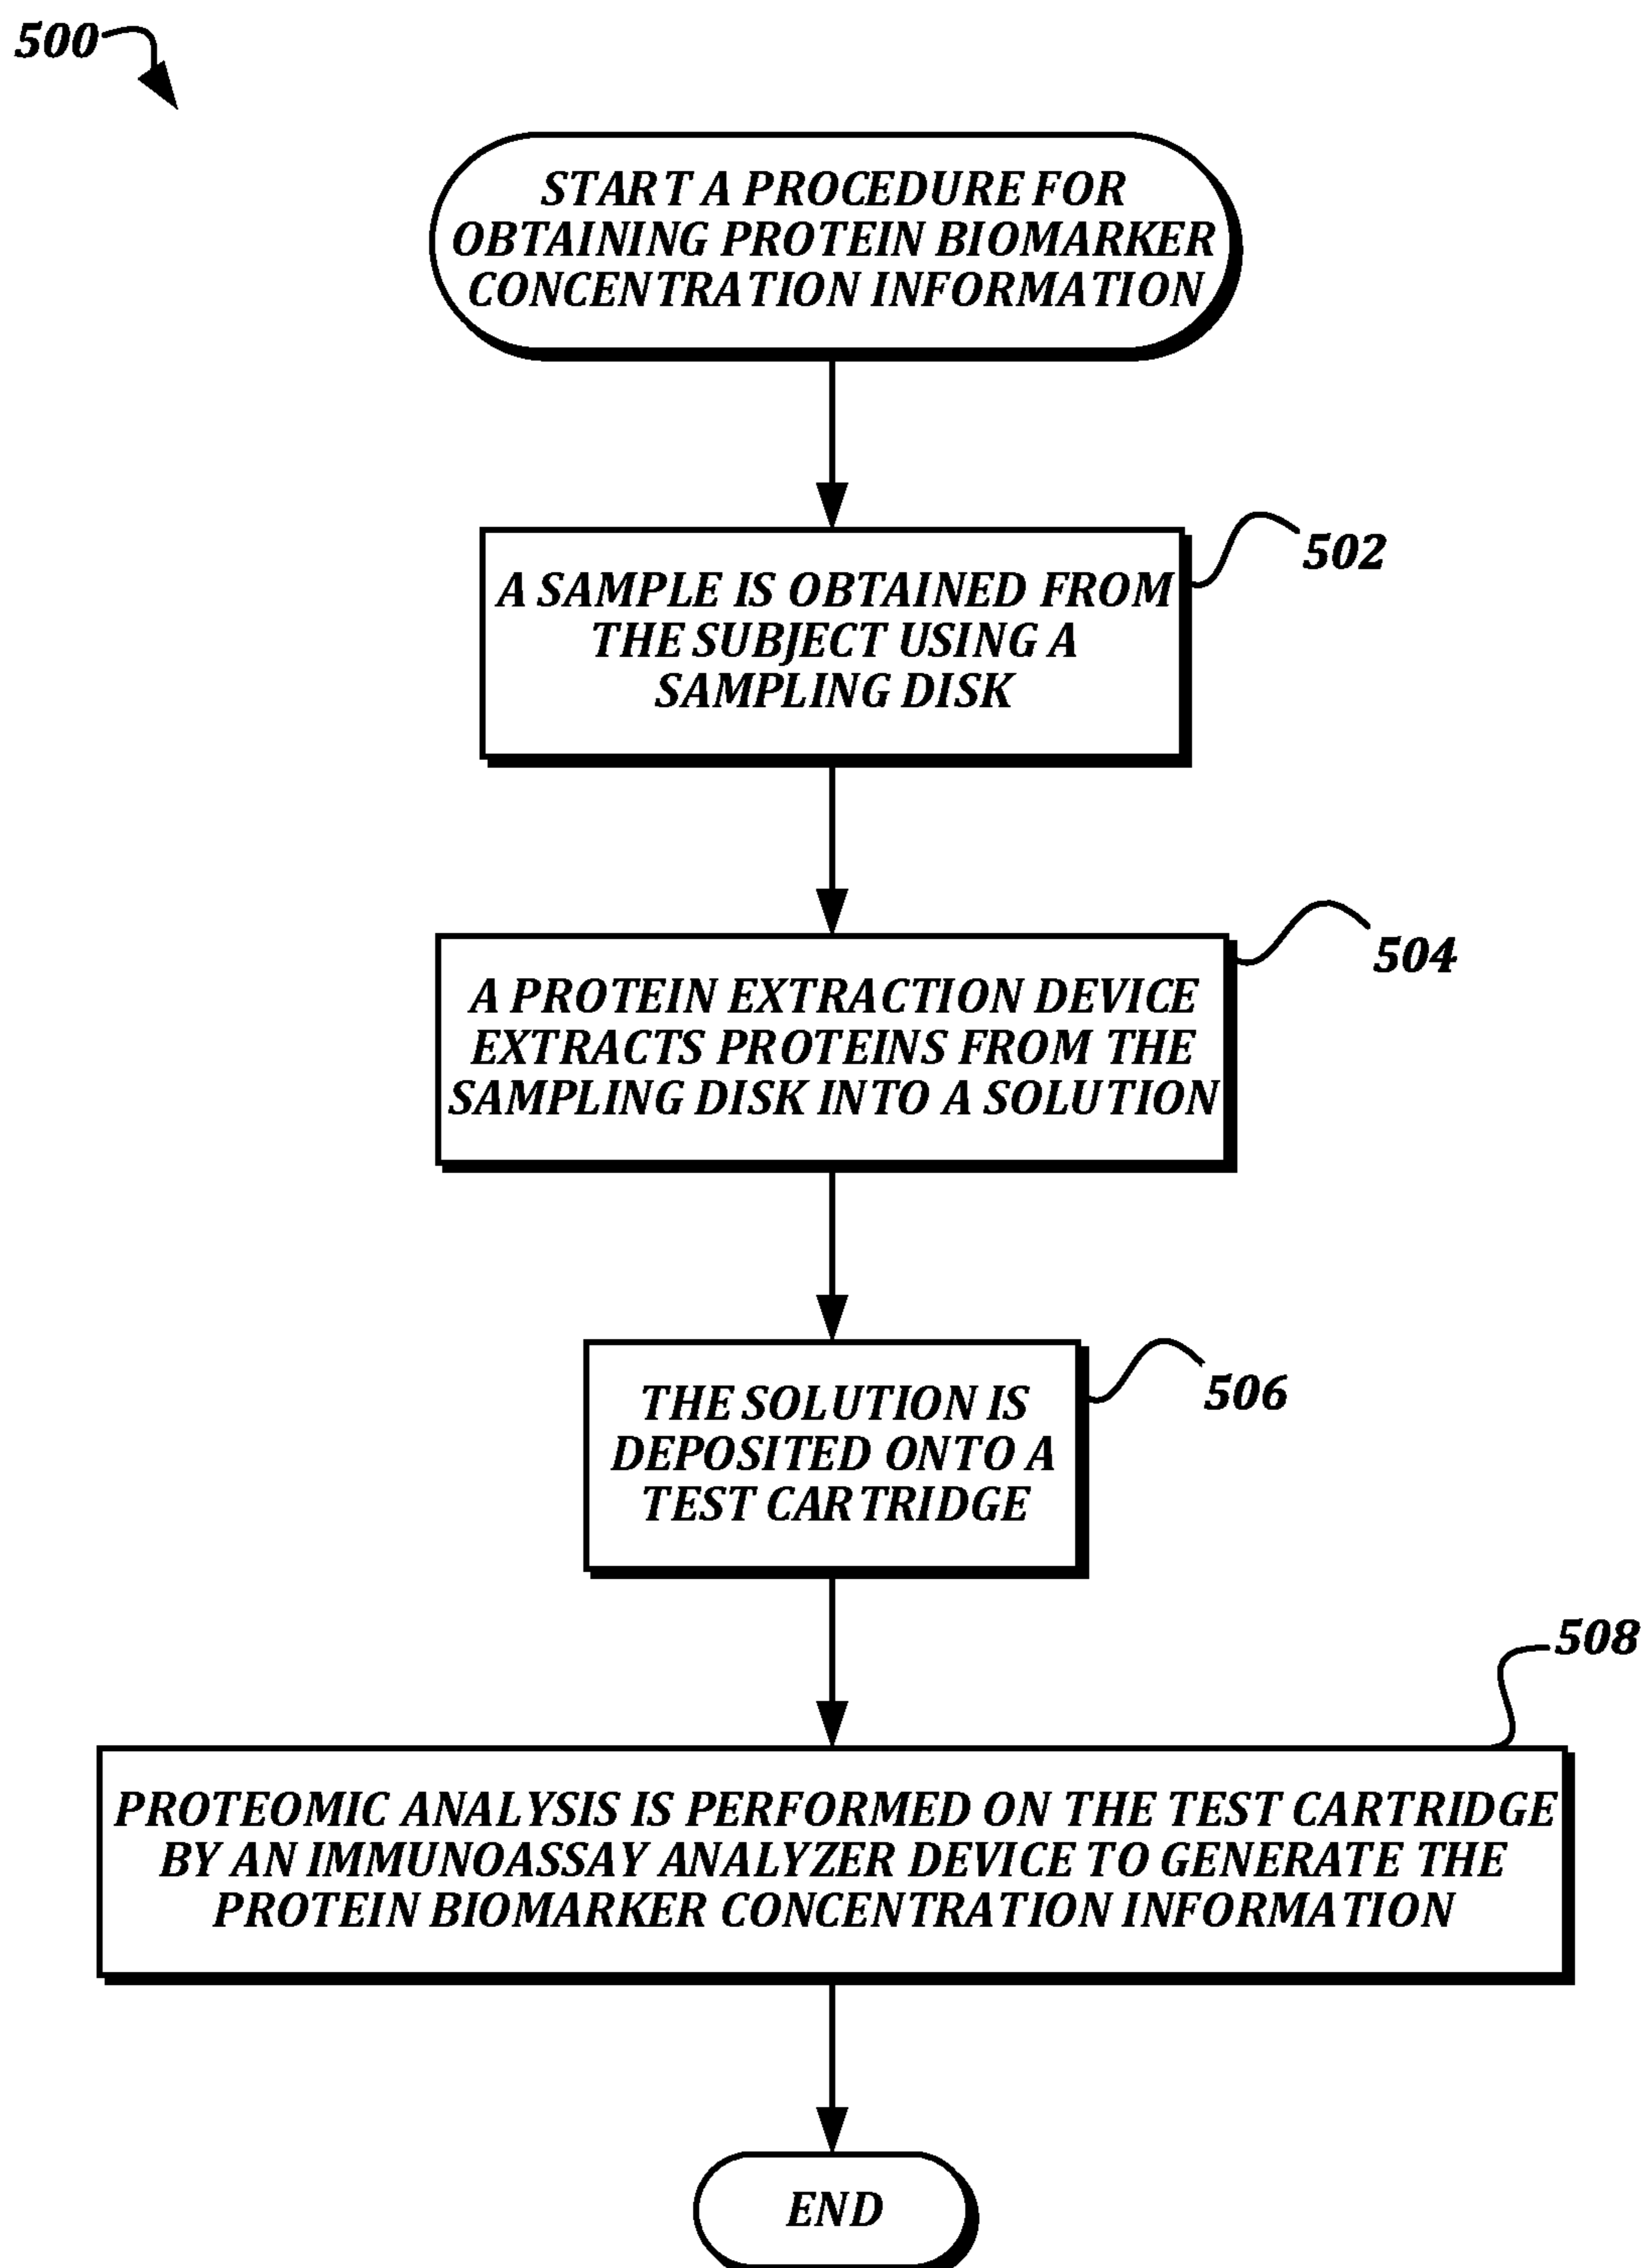 500
START A PROCEDURE FOR
OBTAINING PROTEIN BIOMARKER
CONCENTRATION INFORMATION
502
A SAMPLE IS OBTAINED FROM
THE SUBJECT USING A
SAMPLING DISK
504
A PROTEIN EXTRACTION DEVICE
EXTRACTS PROTEINS FROM THE
SAMPLING DISK INTO A SOLUTION
506
THE SOLUTION IS
DEPOSITED ONTO A
TEST CARTRIDGE
508
PROTEOMIC ANALYSIS IS PERFORMED ON THE TEST CARTRIDGE
BY AN IMMUNOASSAY ANALYZER DEVICE TO GENERATE THE
PROTEIN BIOMARKER CONCENTRATION INFORMATION
END